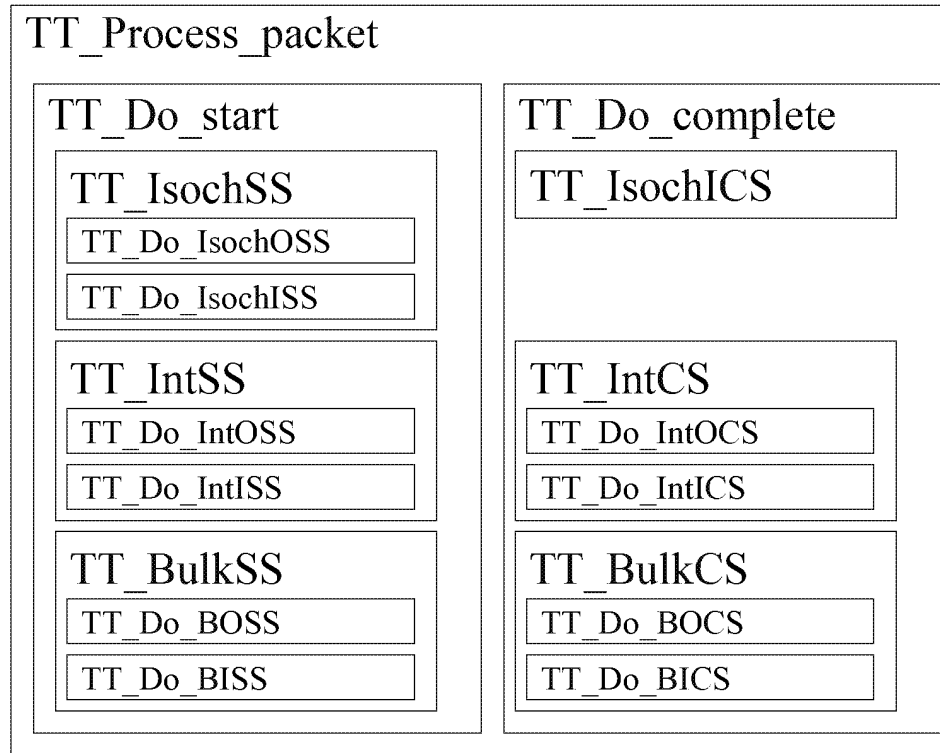 TT_Process_packet
TT_Do_start
TT_IsochSS
TT_Do_IsochOSS
TT_Do_IsochISS
TT_IntSS
TT_Do_IntOSS
TT_Do_IntISS
TT_BulkSS
TT_Do_BOSS
TT_Do_BISS
TT_Do_complete
TT_IsochICS
TT_IntCS
TT_Do_IntOCS
TT_Do_IntICS
TT_BulkCS
TT_Do_BOCS
TT_Do_BICS